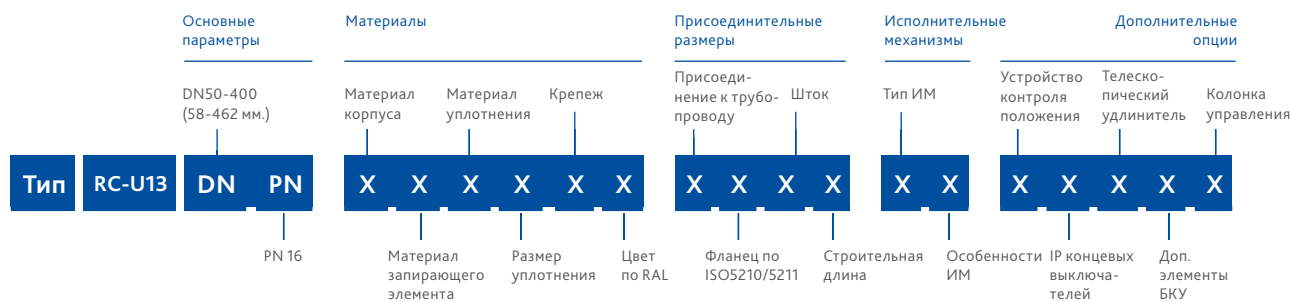 Основные
параметры
Материалы
Присоединительные
размеры
Исполнительные
механизмы
Дополнительные
опции
DN50-400
(58-462 мм.)
Материал
корпуса
Материал
уплотнения
Крепеж
Присоеди-
нение к трубо-
проводу
Шток
Тип ИМ
Устройство
контроля
положения
Телеско-
пический
удлинитель
Колонка
управления
Тип RC-U13 DN PN X X X X X X X X X X X X X X X X X
PN 16
Материал
запирающего
элемента
Размер
уплотнения
Цвет
по RAL
Фланец по
ISO5210/5211
Строительная
длина
Особенности
ИМ
IP концевых
выключа-
телей
Доп.
элементы
БКУ